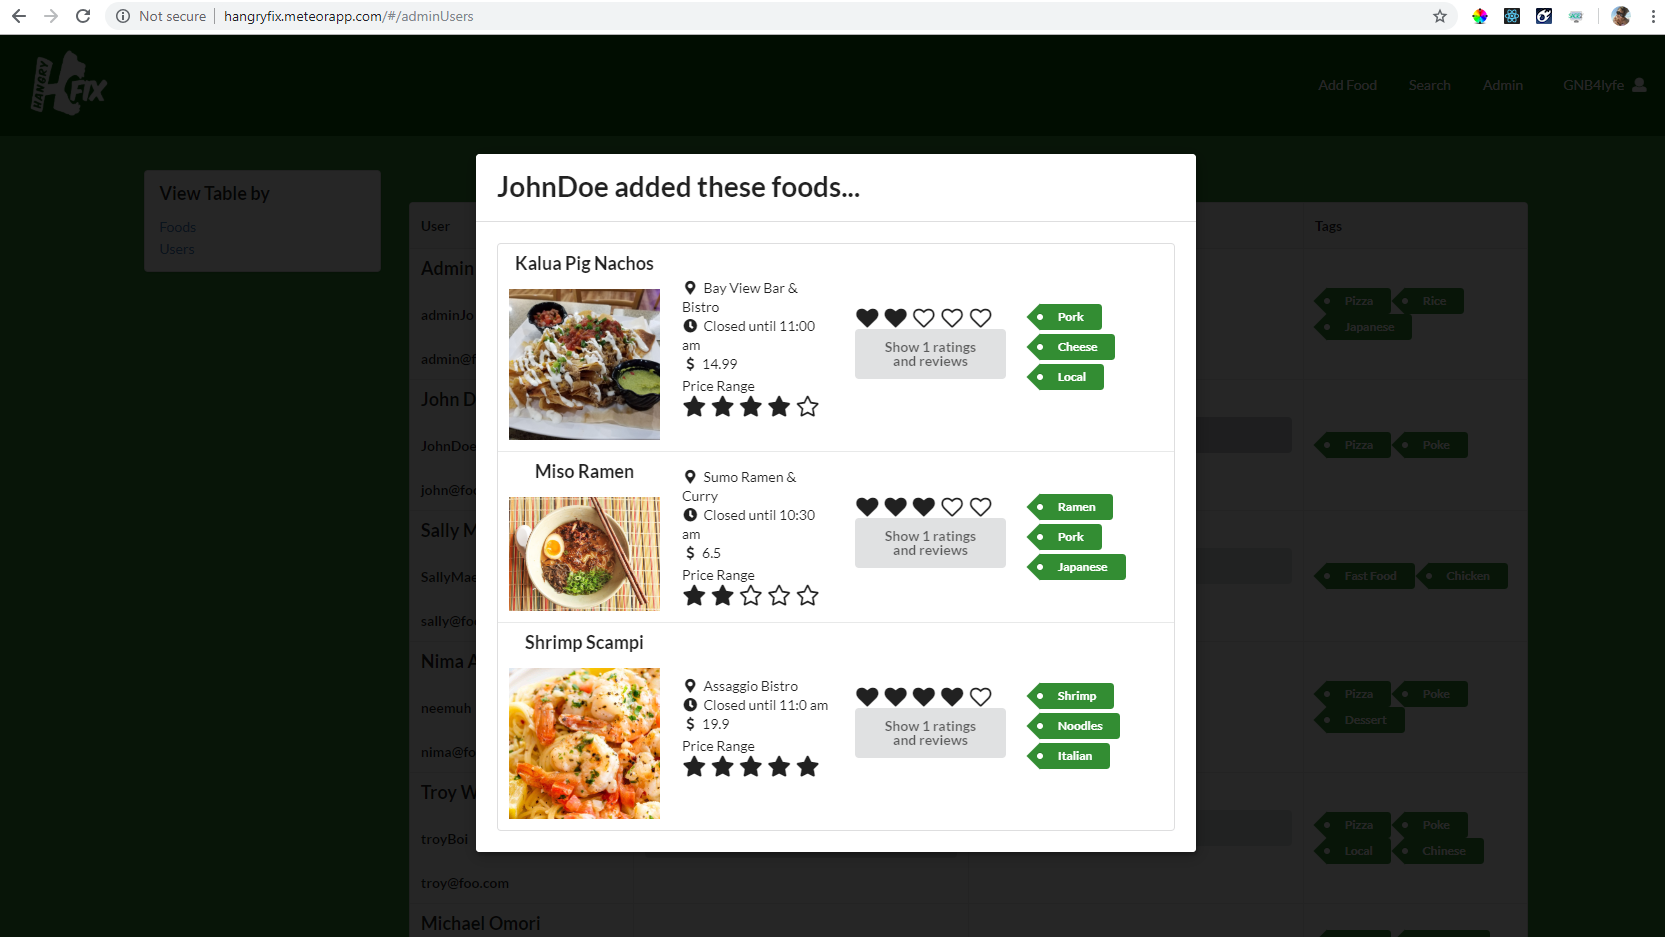 Not secure | hangryfix.meteorapp.com/#/adminUsers
HANGRY FIX
Add Food Search Admin GNB4lyfe
View Table by
Foods
Users
User Tags
Admin
adminJo
admin@f
Pizza Rice
Japanese
John D
JohnDoe
john@foo
Pizza Poke
Sally M
SallyMae
sally@foo
Fast Food Chicken
Nima A
neemuh
nima@fo
Pizza Poke
Dessert
Troy W
troyBoi
troy@foo.com
Pizza Poke
Local Chinese
Michael Omori
JohnDoe added these foods...
Kalua Pig Nachos
Bay View Bar &
Bistro
Closed until 11:00
am
$ 14.99
Price Range
Show 1 ratings
and reviews
Pork
Cheese
Local
Miso Ramen
Sumo Ramen &
Curry
Closed until 10:30
am
$ 6.5
Price Range
Show 1 ratings
and reviews
Ramen
Pork
Japanese
Shrimp Scampi
Assaggio Bistro
Closed until 11:0 am
$ 19.9
Price Range
Show 1 ratings
and reviews
Shrimp
Noodles
Italian